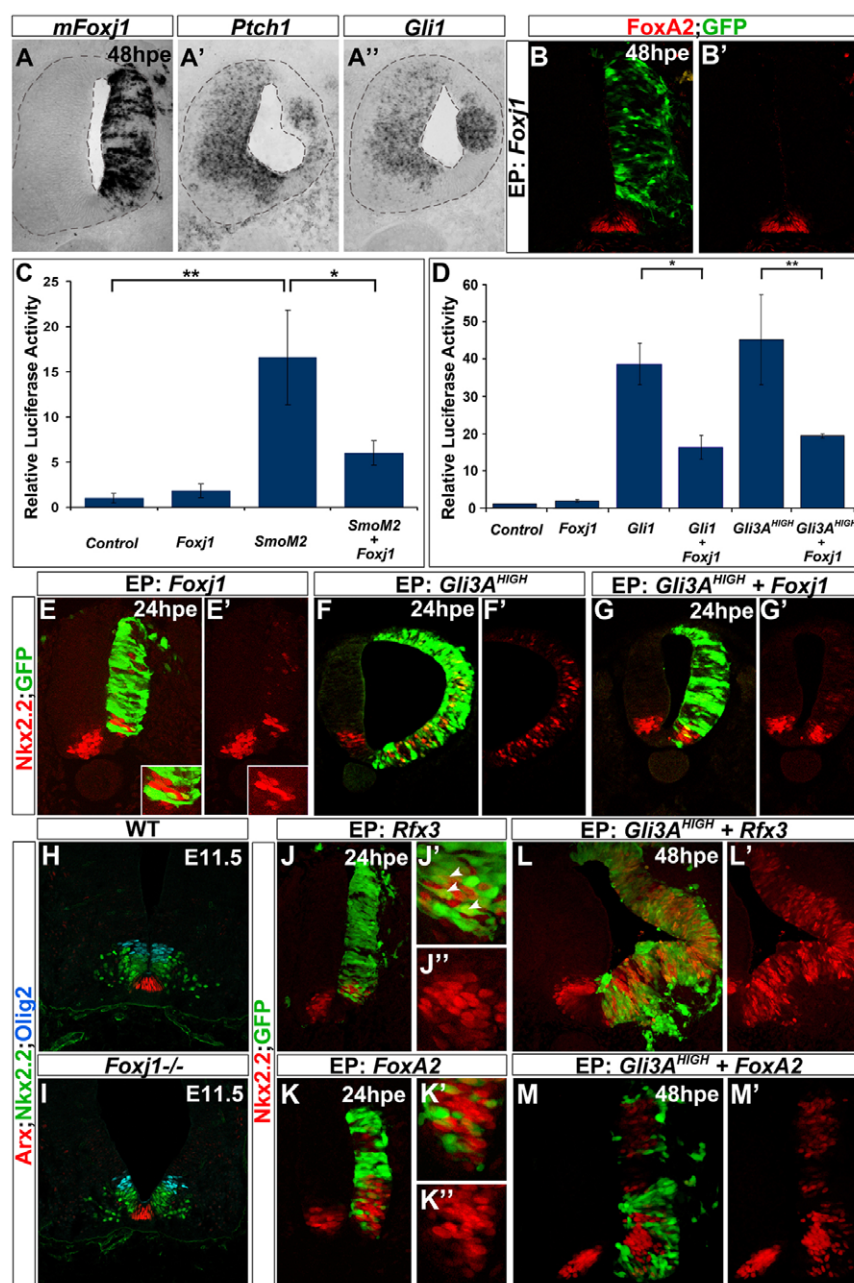 mFoxj1
Ptch1
Gli1
FoxA2;GFP
A
48hpe
A'
A''
B
48hpe
B'
EP: Foxj1
C
**
*
Relative Luciferase Activity
25
20
15
10
5
0
Control
Foxj1
SmoM2
SmoM2
+
Foxj1
D
*
**
Relative Luciferase Activity
60
50
40
30
20
10
0
Control
Foxj1
Gli1
Gli1
+
Foxj1
Gli3A^HIGH
Gli3A^HIGH
+ Foxj1
EP: Foxj1
EP: Gli3A^HIGH
EP: Gli3A^HIGH + Foxj1
Nkx2.2;GFP
E
24hpe
E'
F
24hpe
F'
G
24hpe
G'
WT
EP: Rfx3
EP: Gli3A^HIGH + Rfx3
Arx;Nkx2.2;Olig2
H
E11.5
Nkx2.2;GFP
J
24hpe
J'
J''
L
48hpe
L'
Foxj1-/-
EP: FoxA2
EP: Gli3A^HIGH + FoxA2
I
E11.5
K
24hpe
K'
K''
M
48hpe
M'